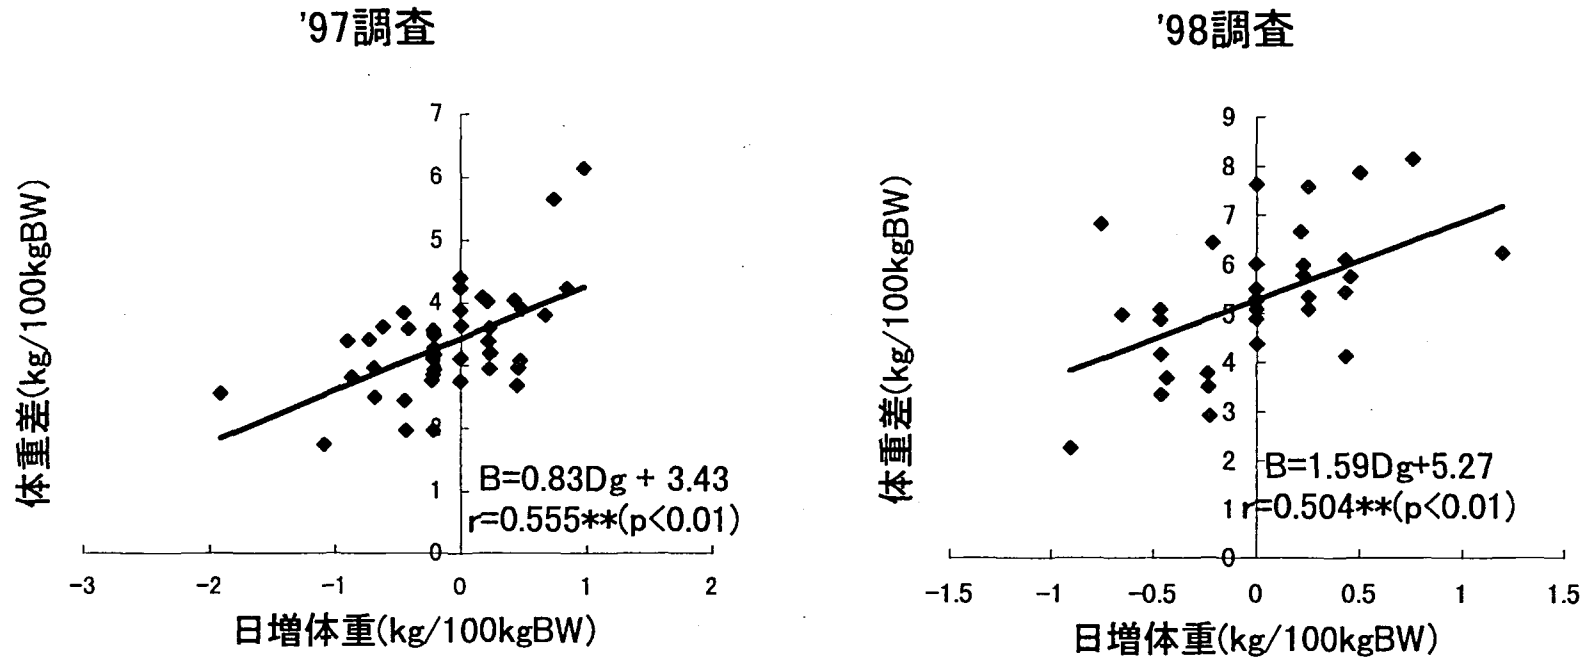 '97調査
体重差(kg/100kgBW)
7
6
5
4
2
1
0
B=0.83Dg + 3.43
r=0.555**(p<0.01)
-3 -2 -1 0 1 2
日増体重(kg/100kgBW)
'98調査
体重差(kg/100kgBW)
9
8
7
6
5
4
3
2
1
0
B=1.59Dg+5.27
r=0.504**(p<0.01)
-1.5 -1 -0.5 0 0.5 1 1.5
日増体重(kg/100kgBW)